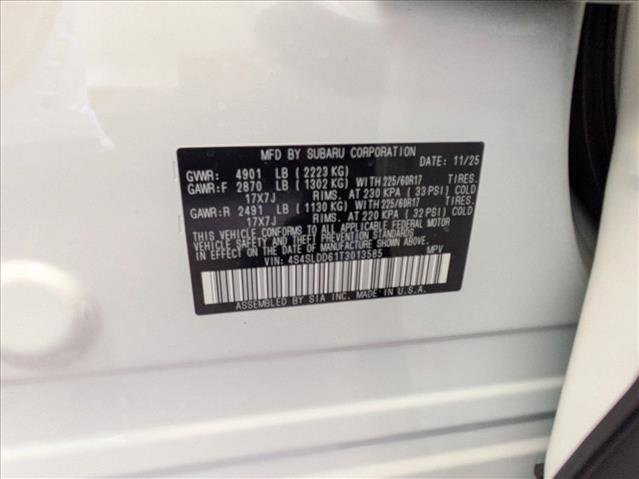 MFD BY SUBARU CORPORATION
DATE: 11/25
GVWR: 4901 LB ( 2223 KG)
GAWR:F 2870 LB ( 1302 KG) WITH 225/60R17 TIRES.
17X7J RIMS. AT 230 KPA ( 33 PSI) COLD
GAWR:R 2491 LB ( 1130 KG) WITH 225/60R17 TIRES.
17X7J RIMS. AT 220 KPA ( 32 PSI) COLD
THIS VEHICLE CONFORMS TO ALL APPLICABLE FEDERAL MOTOR
VEHICLE SAFETY AND THEFT PREVENTION STANDARDS
IN EFFECT ON THE DATE OF MANUFACTURE SHOWN ABOVE.
VIN: 4S4SLDD61T3013585 MPV
ASSEMBLED BY SIA INC. MADE IN U.S.A.